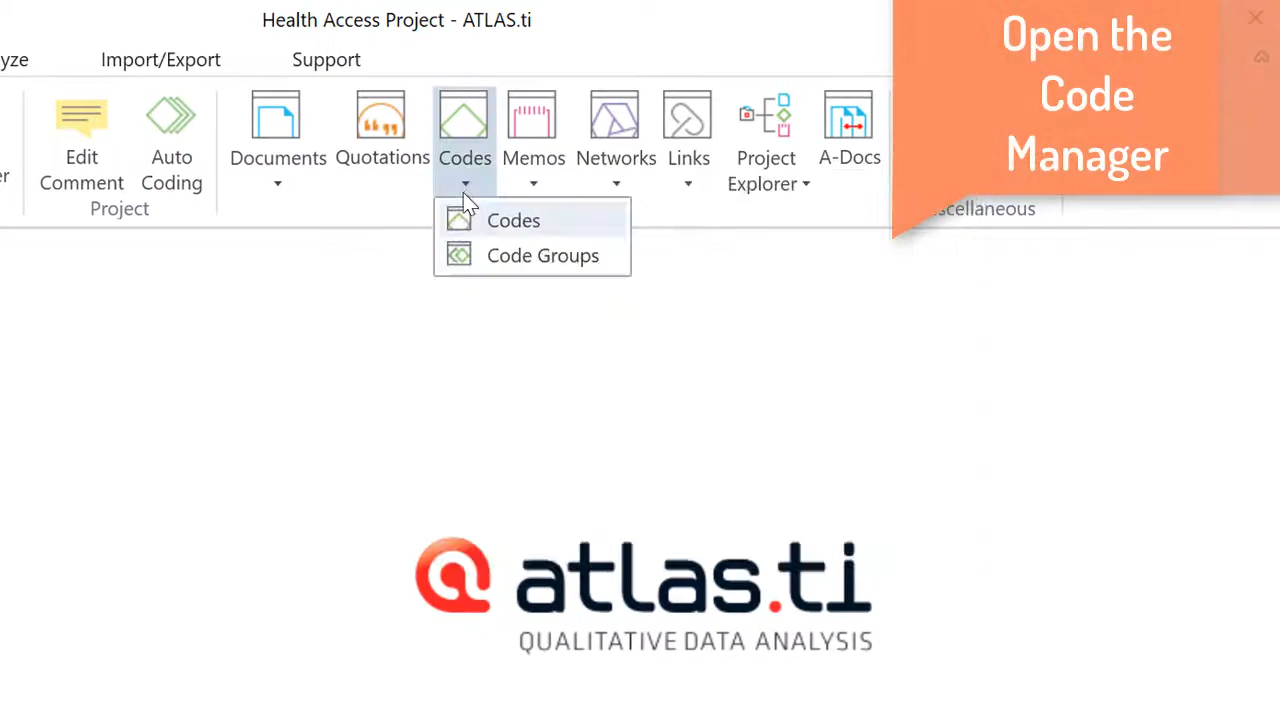 Health Access Project - ATLAS.ti
yze Import/Export Support
Open the
Code
Manager
Edit
Comment
Auto
Coding
Project
Documents
Quotations
Codes
Memos
Networks
Links
Project
Explorer
A-Docs
er
scellaneous
Codes
Code Groups
atlas.ti
QUALITATIVE DATA ANALYSIS